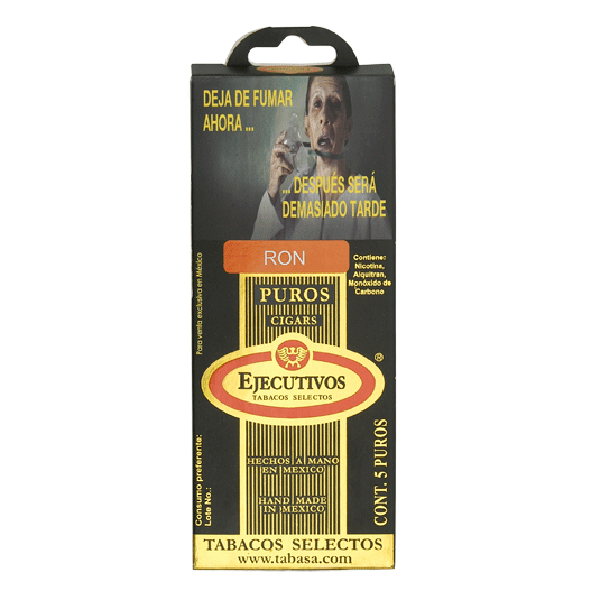 DEJA DE FUMAR
AHORA ...
... DESPUÉS SERÁ
DEMASIADO TARDE
RON
Contiene:
Nicotina,
Alquitran,
Monóxido de
Carbono
Para venta exclusiva en México
PUROS
CIGARS
EJECUTIVOS
®
TABACOS SELECTOS
HECHOS A MANO
EN MEXICO
HAND MADE
IN MEXICO
CONT. 5 PUROS
Consumo preferente:
Lote No.:
TABACOS SELECTOS
www.tabasa.com